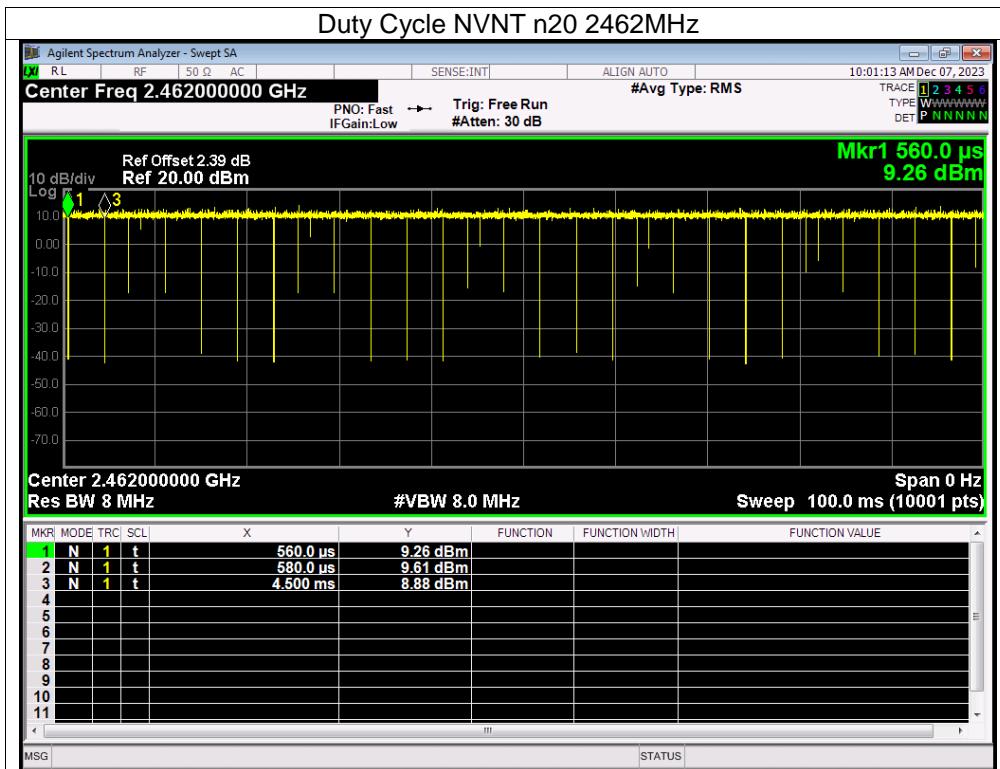 Duty Cycle NVNT n20 2462MHz
Agilent Spectrum Analyzer - Swept SA
LXI RL RF 50 Ω AC SENSE:INT ALIGN AUTO 10:01:13 AM Dec 07, 2023
Center Freq 2.462000000 GHz #Avg Type: RMS TRACE 1 2 3 4 5 6
PNO: Fast Trig: Free Run TYPE WWWWWW
IFGain:Low #Atten: 30 dB DET P N N N N N
Mkr1 560.0 µs
Ref Offset 2.39 dB
10 dB/div Ref 20.00 dBm 9.26 dBm
Log
1 3
10.0
0.00
-10.0
-20.0
-30.0
-40.0
-50.0
-60.0
-70.0
Center 2.462000000 GHz Span 0 Hz
Res BW 8 MHz #VBW 8.0 MHz Sweep 100.0 ms (10001 pts)
MKR MODE TRC SCL X Y FUNCTION FUNCTION WIDTH FUNCTION VALUE
1 N 1 t 560.0 µs 9.26 dBm
2 N 1 t 580.0 µs 9.61 dBm
3 N 1 t 4.500 ms 8.88 dBm
4
5
6
7
8
9
10
11
MSG STATUS